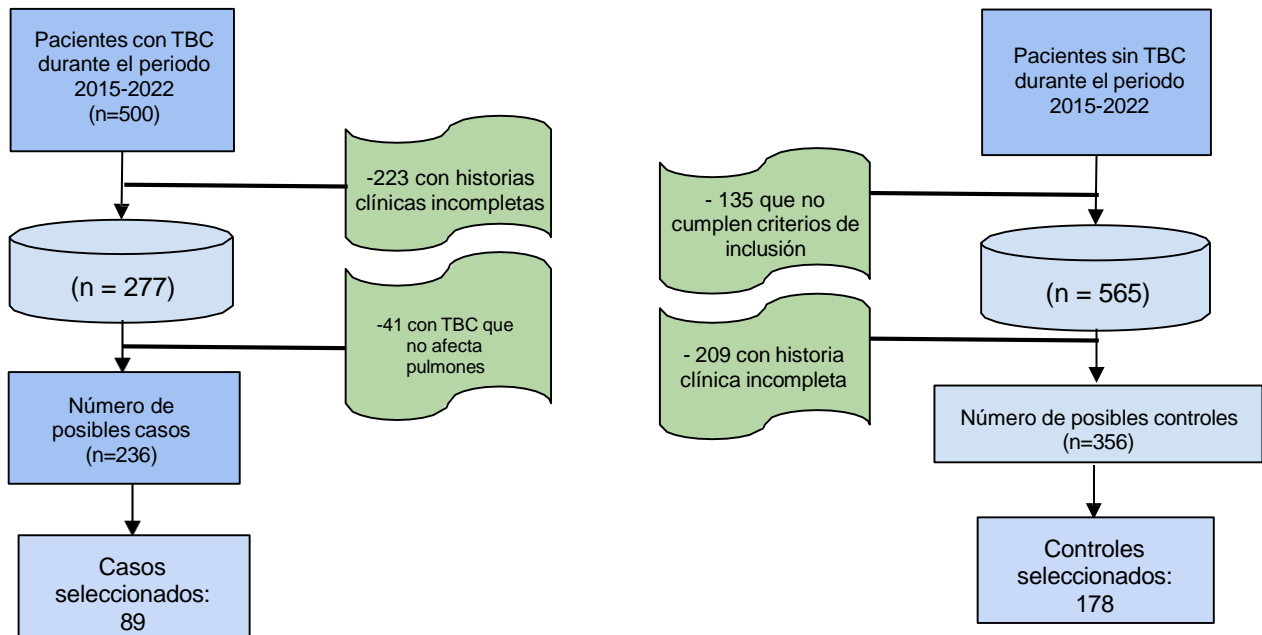 Pacientes con TBC
durante el periodo
2015-2022
(n=500)
-223 con historias
clínicas incompletas
(n = 277)
-41 con TBC que
no afecta
pulmones
Número de
posibles casos
(n=236)
Casos
seleccionados:
89
Pacientes sin TBC
durante el periodo
2015-2022
- 135 que no
cumplen criterios de
inclusión
(n = 565)
- 209 con historia
clínica incompleta
Número de posibles controles
(n=356)
Controles
seleccionados:
178